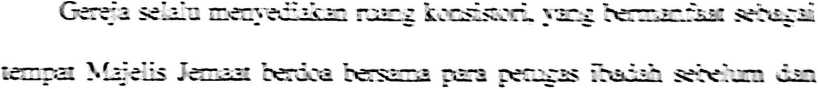 Gereja selalu menyediakan ruang konsistori, yang bermanfaat sebagai
tempat Majelis Jemaat berdoa bersama para petugas ibadah sebelum dan